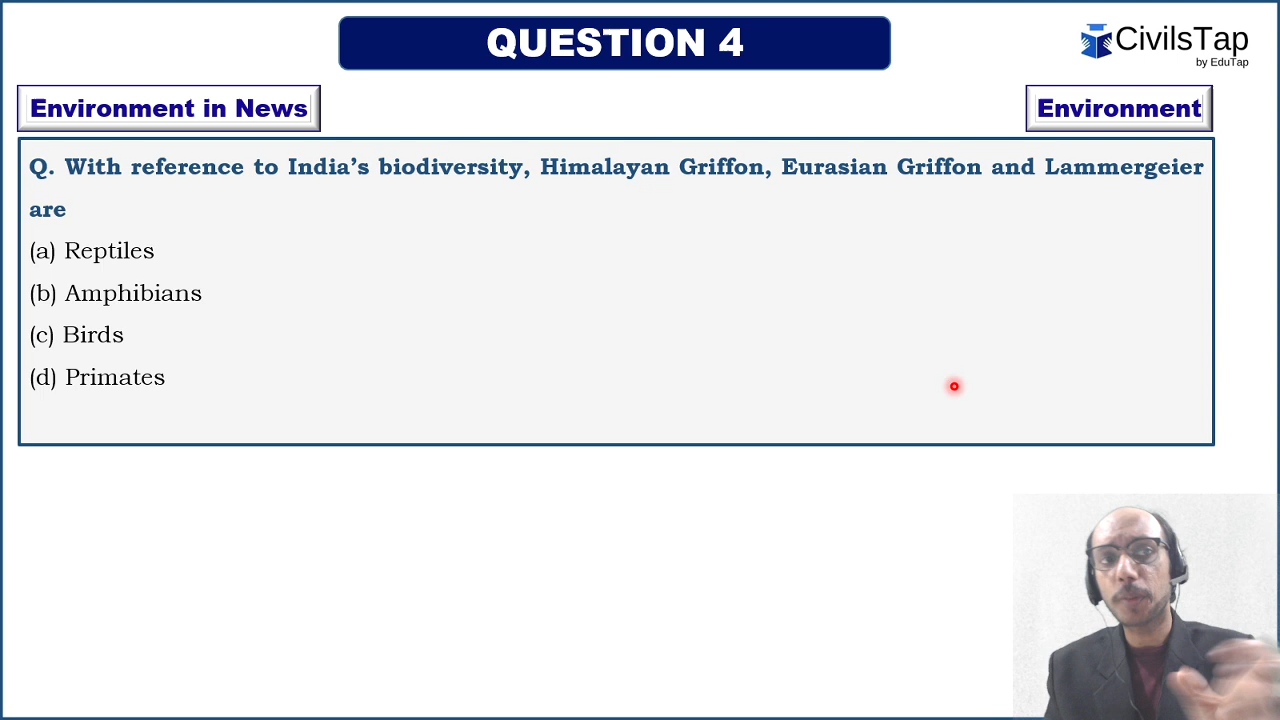 QUESTION 4
CivilsTap
by EduTap
Environment in News
Environment
Q. With reference to India’s biodiversity, Himalayan Griffon, Eurasian Griffon and Lammergeier
are
(a) Reptiles
(b) Amphibians
(c) Birds
(d) Primates